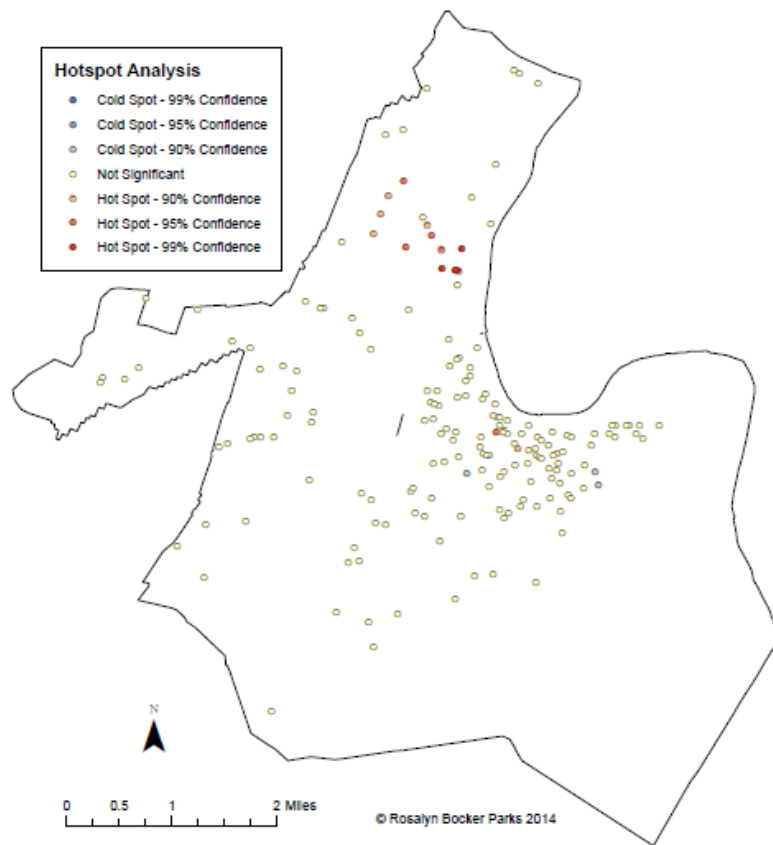 Hotspot Analysis
Cold Spot - 99% Confidence
Cold Spot - 95% Confidence
Cold Spot - 90% Confidence
Not Significant
Hot Spot - 90% Confidence
Hot Spot - 95% Confidence
Hot Spot - 99% Confidence
N
0 0.5 1 2 Miles
© Rosalyn Bocker Parks 2014